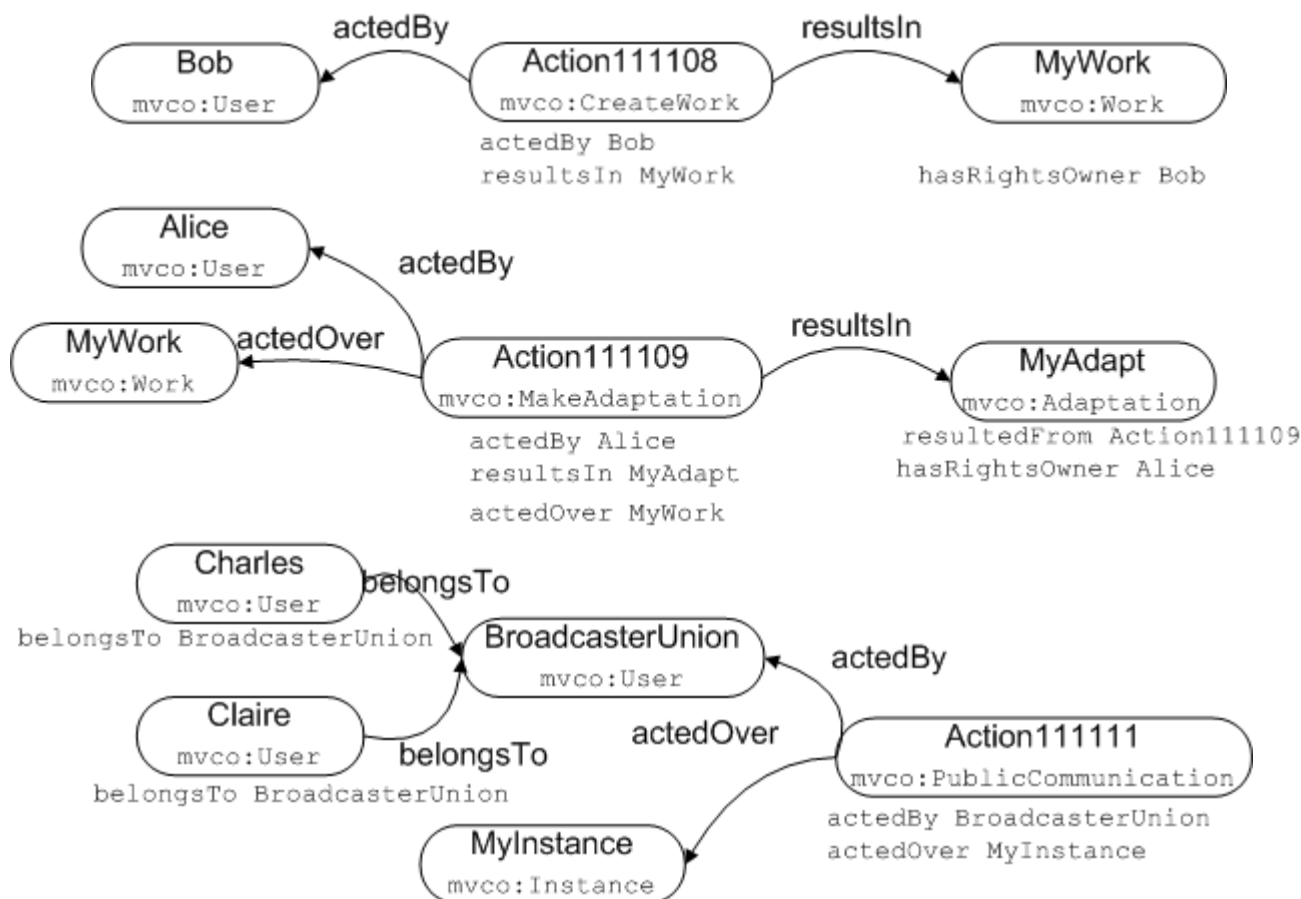 actedBy
resultsIn
Bob
mvco:User
Action111108
mvco:CreateWork
MyWork
mvco:Work
actedBy Bob
resultsIn MyWork
hasRightsOwner Bob
Alice
mvco:User
actedBy
MyWork
mvco:Work
actedOver
Action111109
mvco:MakeAdaptation
resultsIn
MyAdapt
mvco:Adaptation
actedBy Alice
resultsIn MyAdapt
actedOver MyWork
resultedFrom Action111109
hasRightsOwner Alice
Charles
mvco:User
belongsTo
belongsTo BroadcasterUnion
BroadcasterUnion
mvco:User
actedBy
Claire
mvco:User
belongsTo
belongsTo BroadcasterUnion
actedOver
Action111111
mvco:PublicCommunication
actedBy BroadcasterUnion
actedOver MyInstance
MyInstance
mvco:Instance